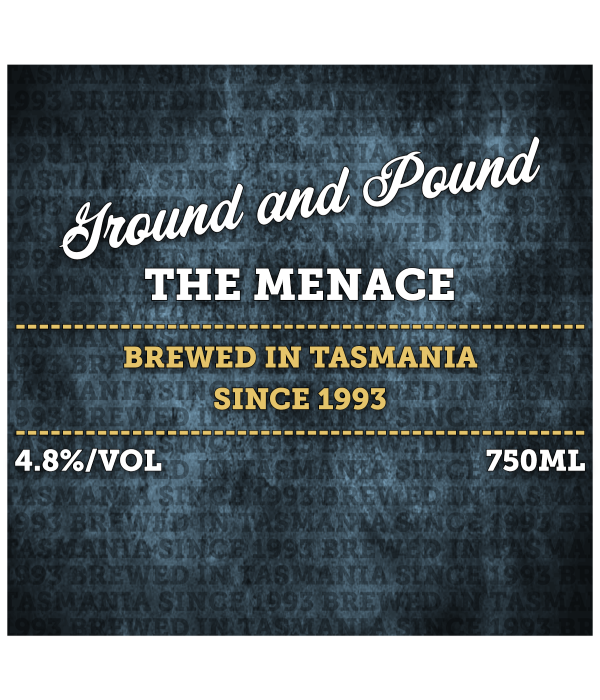 Ground and Pound
THE MENACE
BREWED IN TASMANIA
SINCE 1993
4.8%/VOL 750ML